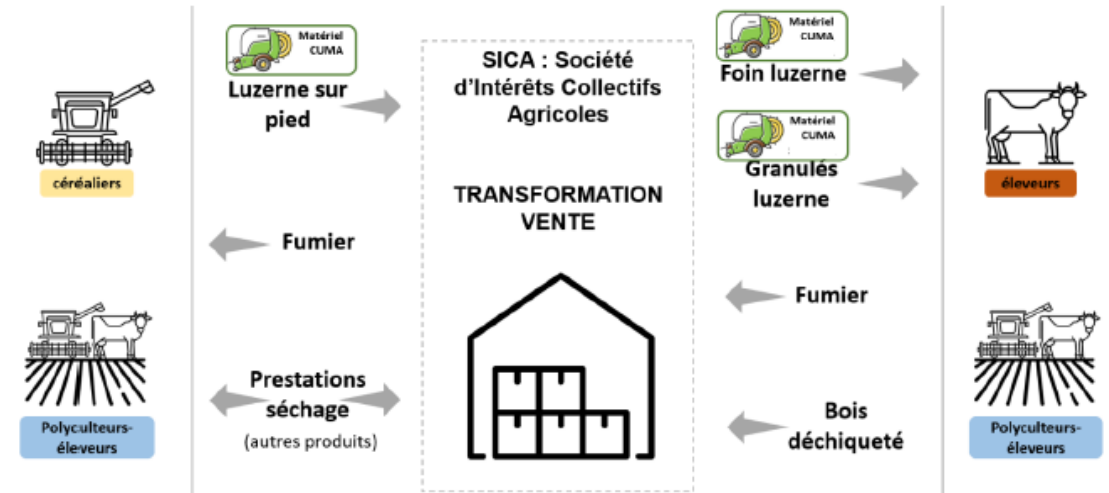 Matériel
CUMA
Luzerne sur
pied
céréaliers
Fumier
Polyculteurs-
éleveurs
Prestations
séchage
(autres produits)
SICA : Société
d'Intérêts Collectifs
Agricoles
TRANSFORMATION
VENTE
Matériel
CUMA
Foin luzerne
Matériel
CUMA
Granulés
luzerne
éleveurs
Fumier
Bois
déchiqueté
Polyculteurs-
éleveurs